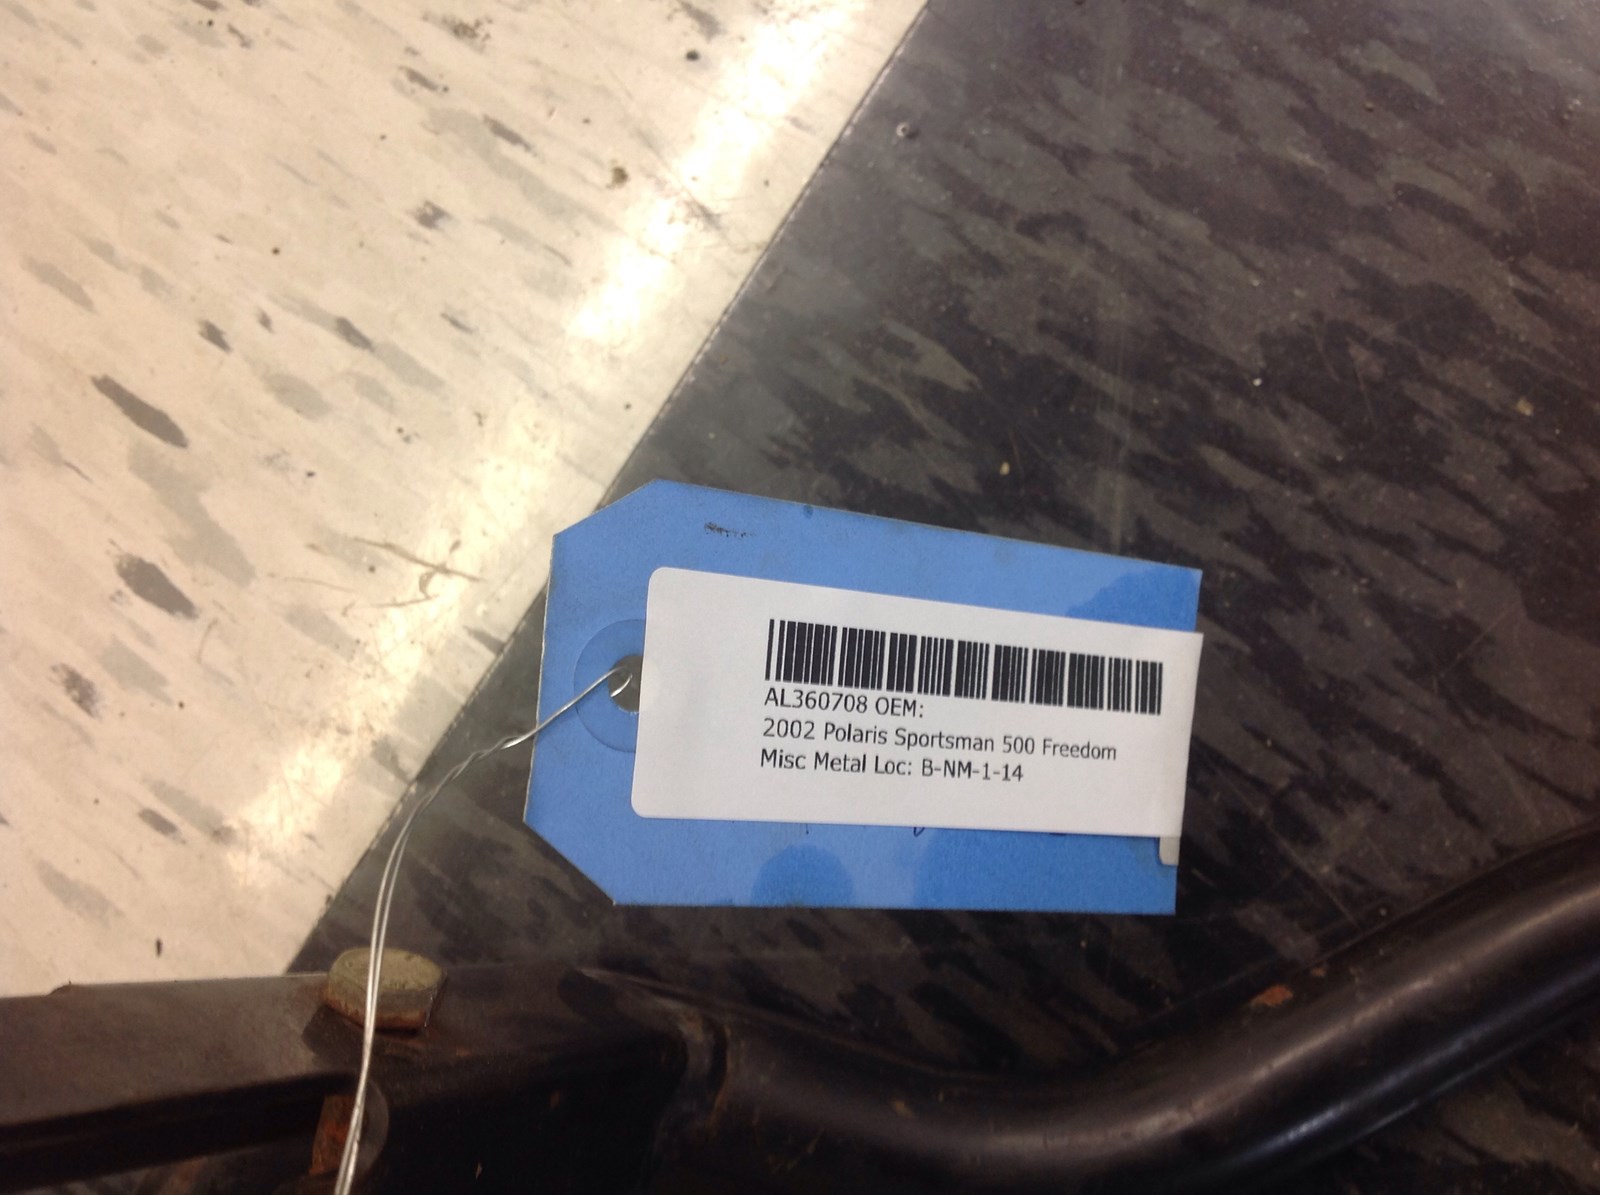 AL360708 OEM:
2002 Polaris Sportsman 500 Freedom
Misc Metal Loc: B-NM-1-14